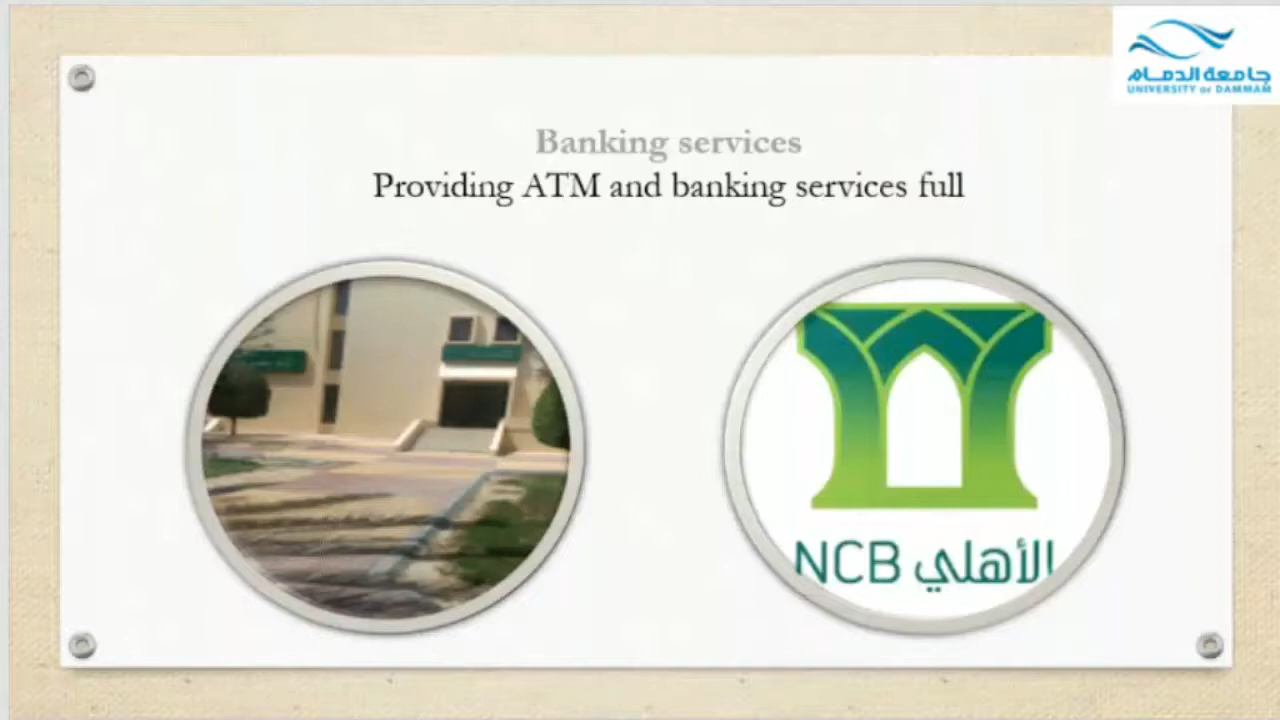 جامعة الدمام
UNIVERSITY OF DAMMAM
Banking services
Providing ATM and banking services full
NCB الأهلي